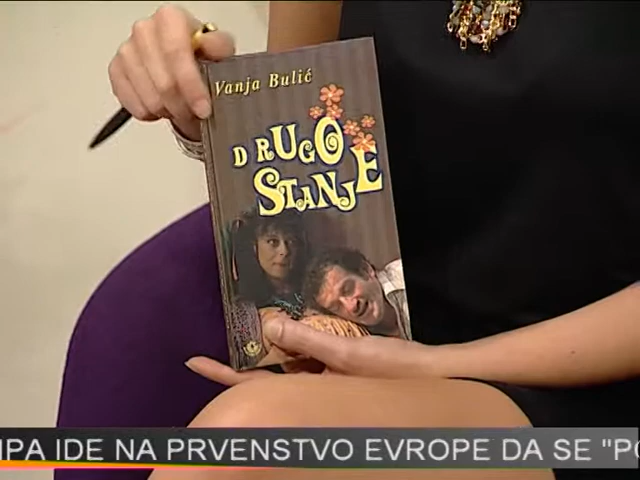 Vanja Bulić
DRUGO
STANJE
IPA IDE NA PRVENSTVO EVROPE DA SE "PO